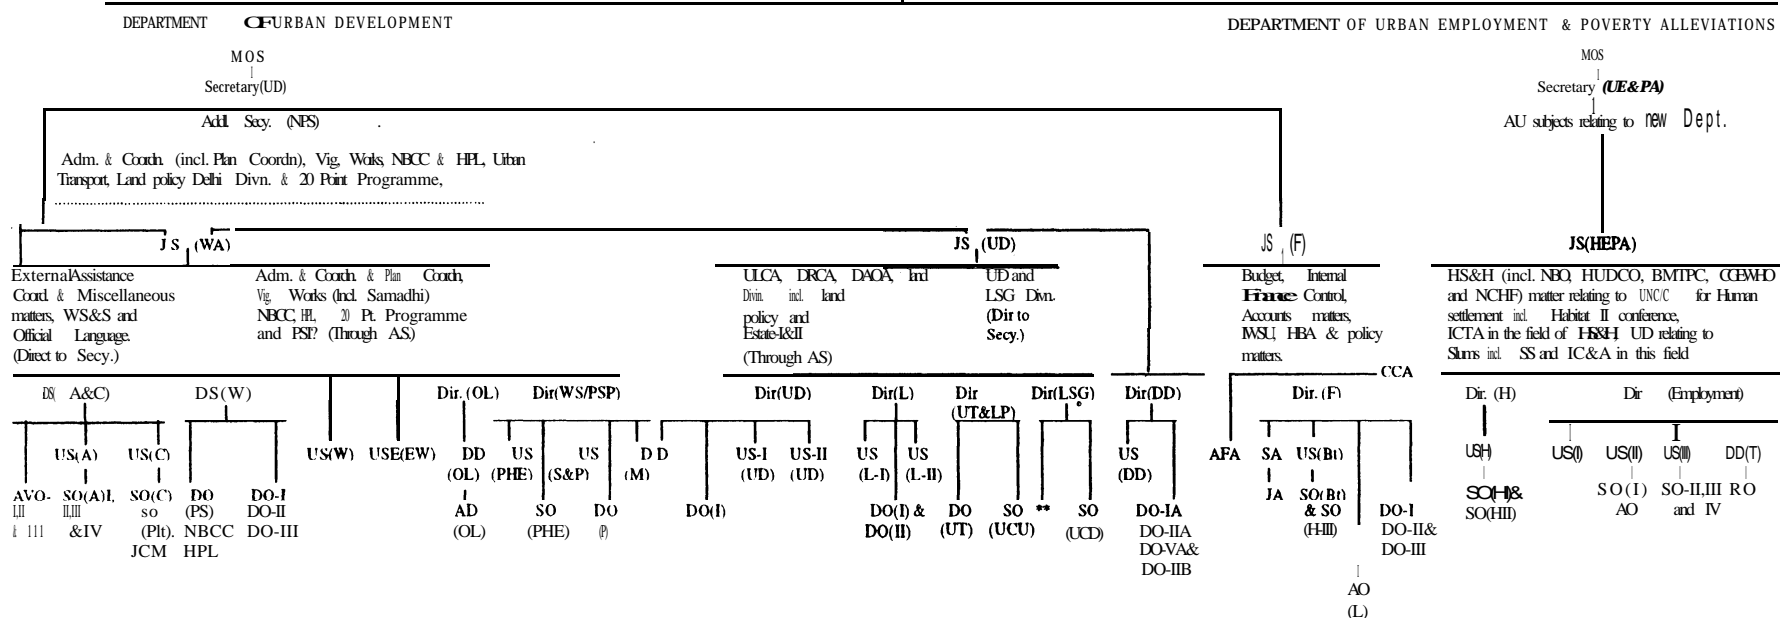 DEPARTMENT OF URBAN DEVELOPMENT
MOS
Secretary(UD)
Addl. Secy. (NPS)
Adm. & Coordn. (incl. Plan Coordn), Vig, Works, NBCC & HPL, Urban
Transport, Land policy Delhi Divn. & 20 Point Programme,
DEPARTMENT OF URBAN EMPLOYMENT & POVERTY ALLEVIATIONS
MOS
Secretary (UE&PA)
AU subjects relating to new Dept.
JS (WA)
JS (UD)
JS (F)
JS(HEPA)
External Assistance
Coord. & Miscellaneous
matters, WS&S and
Official Language.
(Direct to Secy.)
Adm. & Coordn. & Plan Coordn,
Vig. Works (Incl. Samadhi)
NBCC, HPL, 20 Pt. Programme
and PSP? (Through AS.)
ULCA, DRCA, DAOA, land
Divin. incl. land
policy and
Estate-I&II
(Through AS)
UD and
LSG Divn.
(Dir to
Secy.)
Budget, Internal
Finance Control,
Accounts matters,
IWSU, HBA & policy
matters.
HS&H (incl. NBO, HUDCO, BMTPC, CGEWHO
and NCHF) matter relating to UNC/C for Human
settlement incl. Habitat II conference,
ICTA in the field of HS&H, UD relating to
Slums incl. SS and IC&A in this field
DS( A&C)
DS(W)
Dir. (OL)
Dir(WS/PSP)
Dir(UD)
Dir(L)
Dir
(UT&LP)
Dir(LSG)
Dir(DD)
CCA
Dir. (F)
Dir. (H)
Dir (Employment)
US(A)
US(C)
US(W)
USE(EW)
DD
(OL)
US
(PHE)
US
(S&P)
D D
(M)
US-I
(UD)
US-II
(UD)
US
(L-I)
US
(L-II)
US
(DD)
AFA
SA
US(Bt)
US(H)
US(I)
US(II)
US(III)
DD(T)
AVO-
I,II
& 111
SO(A)I,
II,III
&IV
SO(C)
so
(Plt).
JCM
DO
(PS)
NBCC
HPL
DO-I
DO-II
DO-III
AD
(OL)
SO
(PHE)
DO
(P)
DO(I)
DO(I) &
DO(II)
DO
(UT)
SO
(UCU)
**
SO
(UCD)
DO-IA
DO-IIA
DO-VA&
DO-IIB
JA
SO(Bt)
& SO
(H-III)
AO
(L)
DO-I
DO-II&
DO-III
SO(HI)&
SO(HII)
SO(I)
AO
SO-II,III
and IV
RO